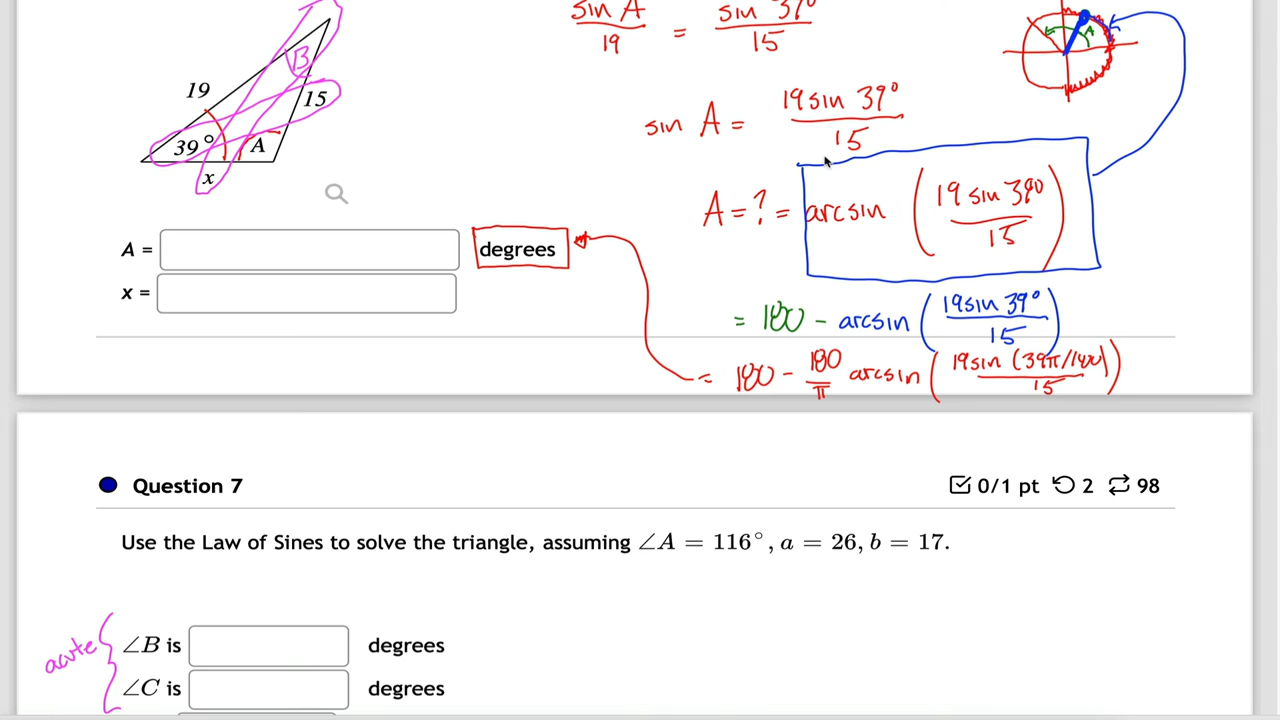 sin A / 19 = sin 39° / 15
19
B
15
39°
A
x
sin A = 19 sin 39° / 15
A
A = ? = arcsin ( 19 sin 390 / 15 )
A =
degrees
x =
= 180 - arcsin ( 19 sin 39° / 15 )
= 180 - 180/π arcsin ( 19 sin (39π/180) / 15 )
Question 7
0/1 pt 2 98
Use the Law of Sines to solve the triangle, assuming ∠A = 116°, a = 26, b = 17.
acute
∠B is
degrees
∠C is
degrees